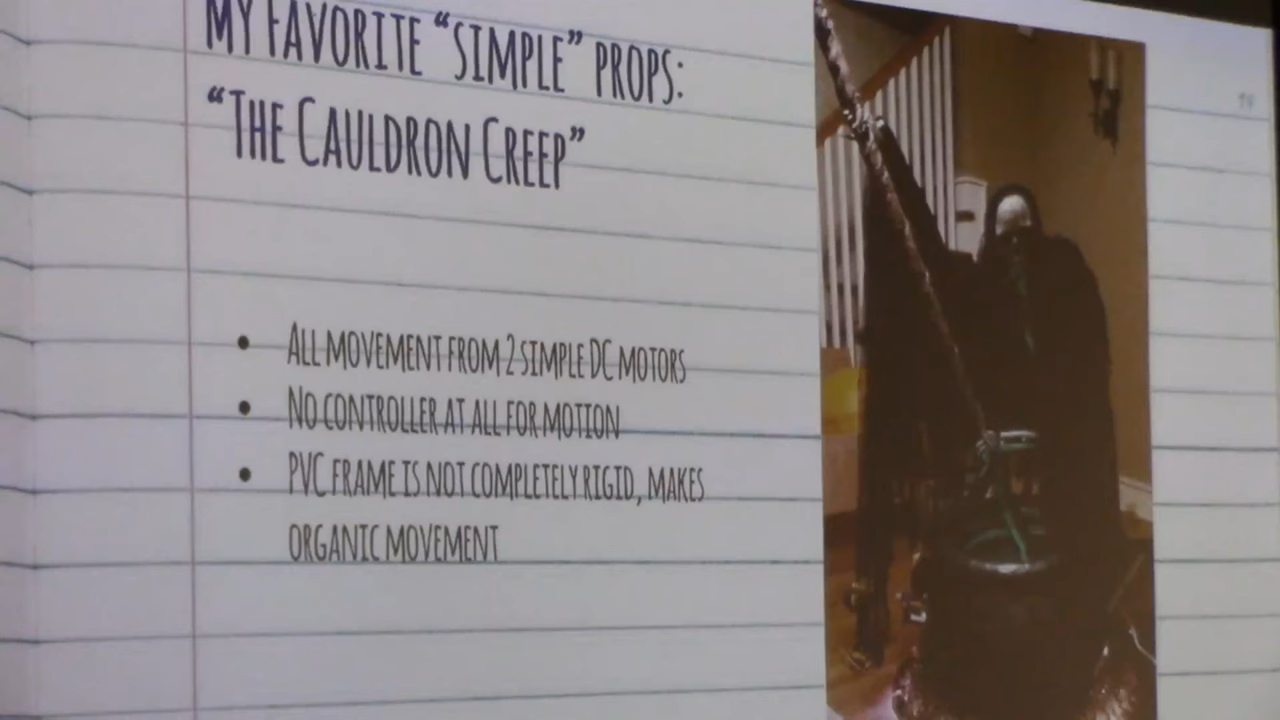 MY FAVORITE “SIMPLE” PROPS:
“THE CAULDRON CREEP”
• ALL MOVEMENT FROM 2 SIMPLE DC MOTORS
• NO CONTROLLER AT ALL FOR MOTION
• PVC FRAME IS NOT COMPLETELY RIGID, MAKES
ORGANIC MOVEMENT